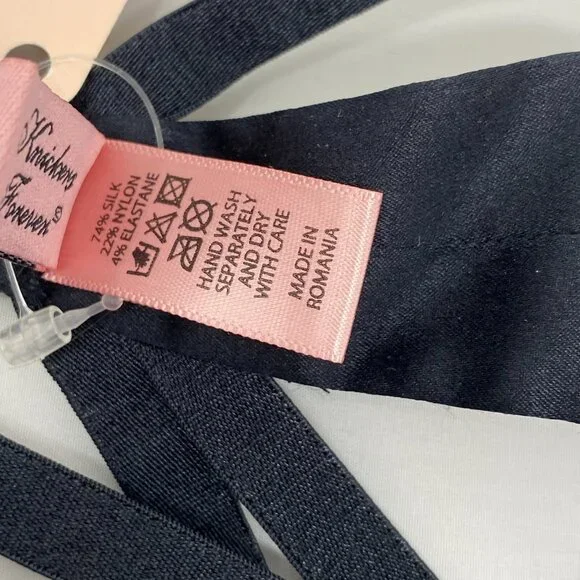 Knickers
Forever®
74% SILK
22% NYLON
4% ELASTANE
HAND WASH
SEPARATELY
AND DRY
WITH CARE
MADE IN
ROMANIA